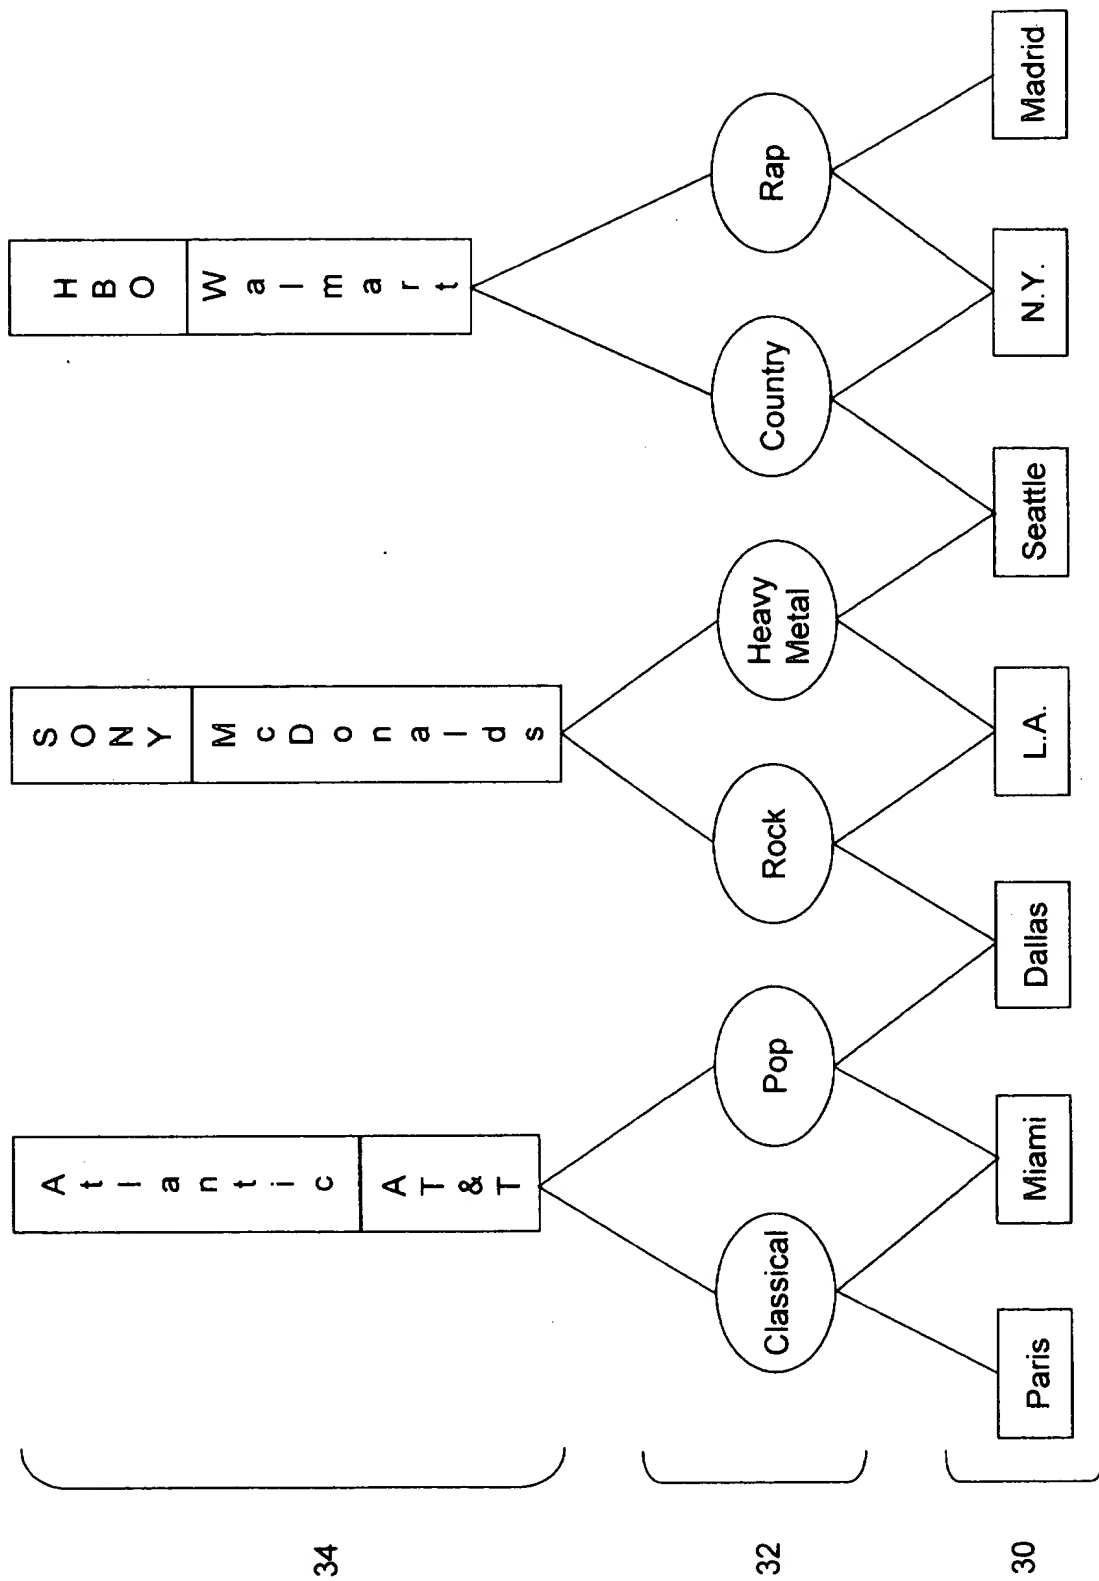 34
Atlantic
AT&T
SONY
McDonalds
HBO
Walmart
32
Classical
Pop
Rock
Heavy
Metal
Country
Rap
30
Paris
Miami
Dallas
L.A.
Seattle
N.Y.
Madrid